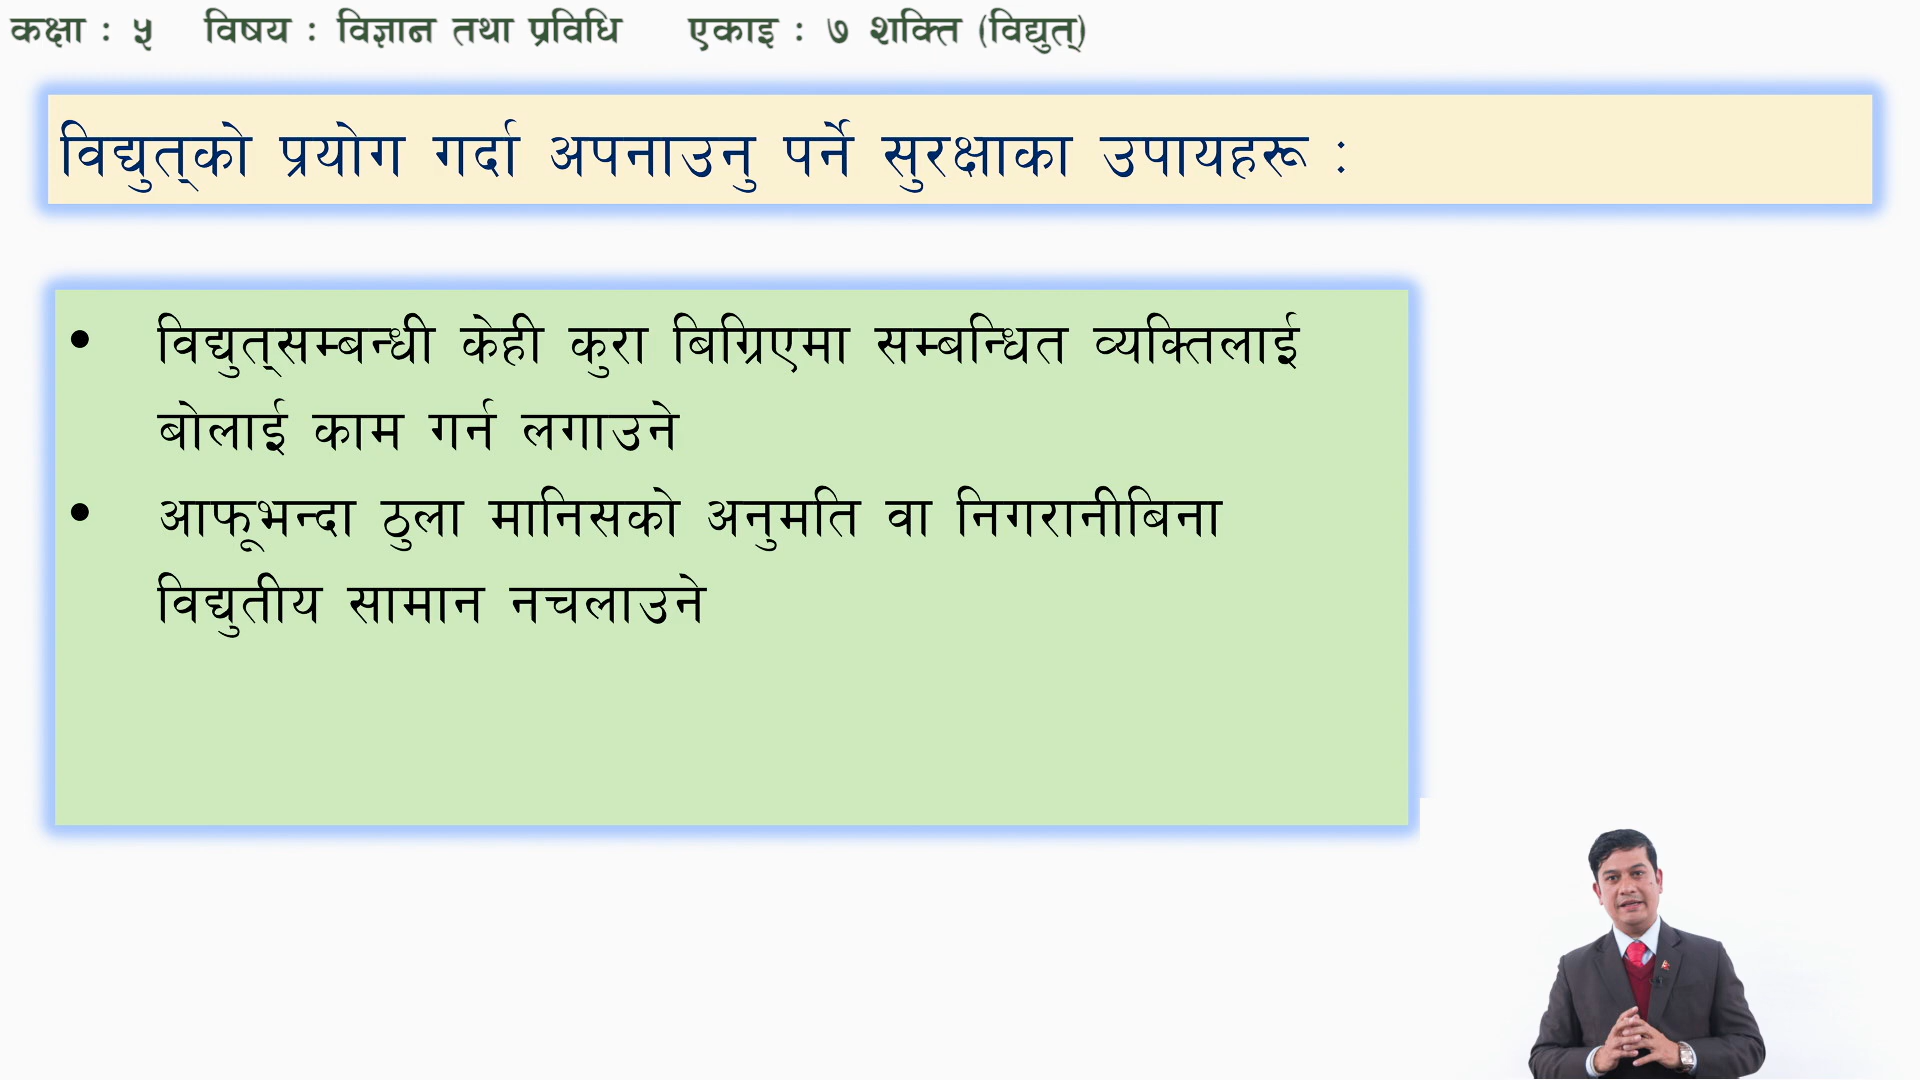 कक्षा : ५ विषय : विज्ञान तथा प्रविधि एकाइ : ७ शक्ति (विद्युत्)
विद्युत्को प्रयोग गर्दा अपनाउनु पर्ने सुरक्षाका उपायहरू :
• विद्युत्सम्बन्धी केही कुरा बिग्रिएमा सम्बन्धित व्यक्तिलाई
बोलाई काम गर्न लगाउने
• आफूभन्दा ठुला मानिसको अनुमति वा निगरानीबिना
विद्युतीय सामान नचलाउने